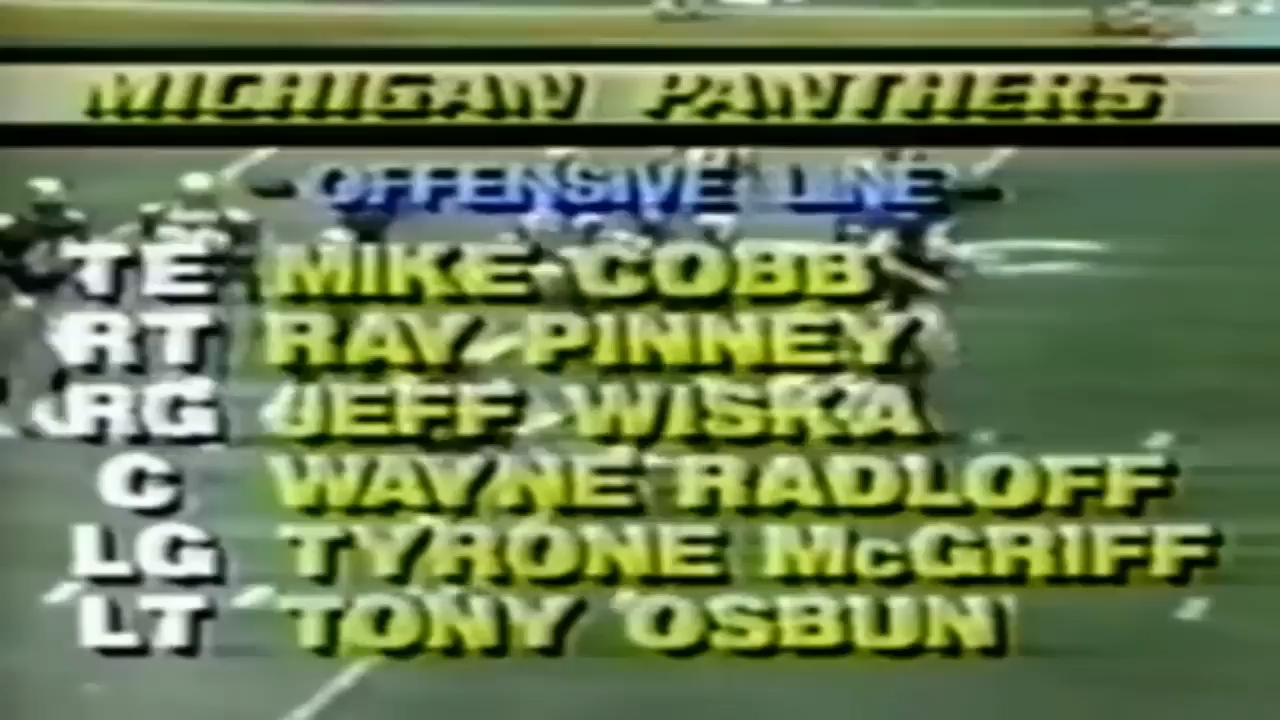 MICHIGAN PANTHERS
OFFENSIVE LINE
TE MIKE COBB
RT RAY PINNEY
RG JEFF WISKA
C WAYNE RADLOFF
LG TYRONE McGRIFF
LT TONY OSBUN